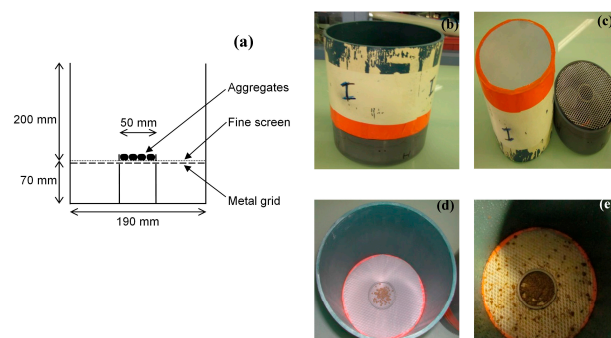 (a)
50 mm
Aggregates
Fine screen
Metal grid
200 mm
70 mm
190 mm
(b)
I
(c)
I
(d)
(e)